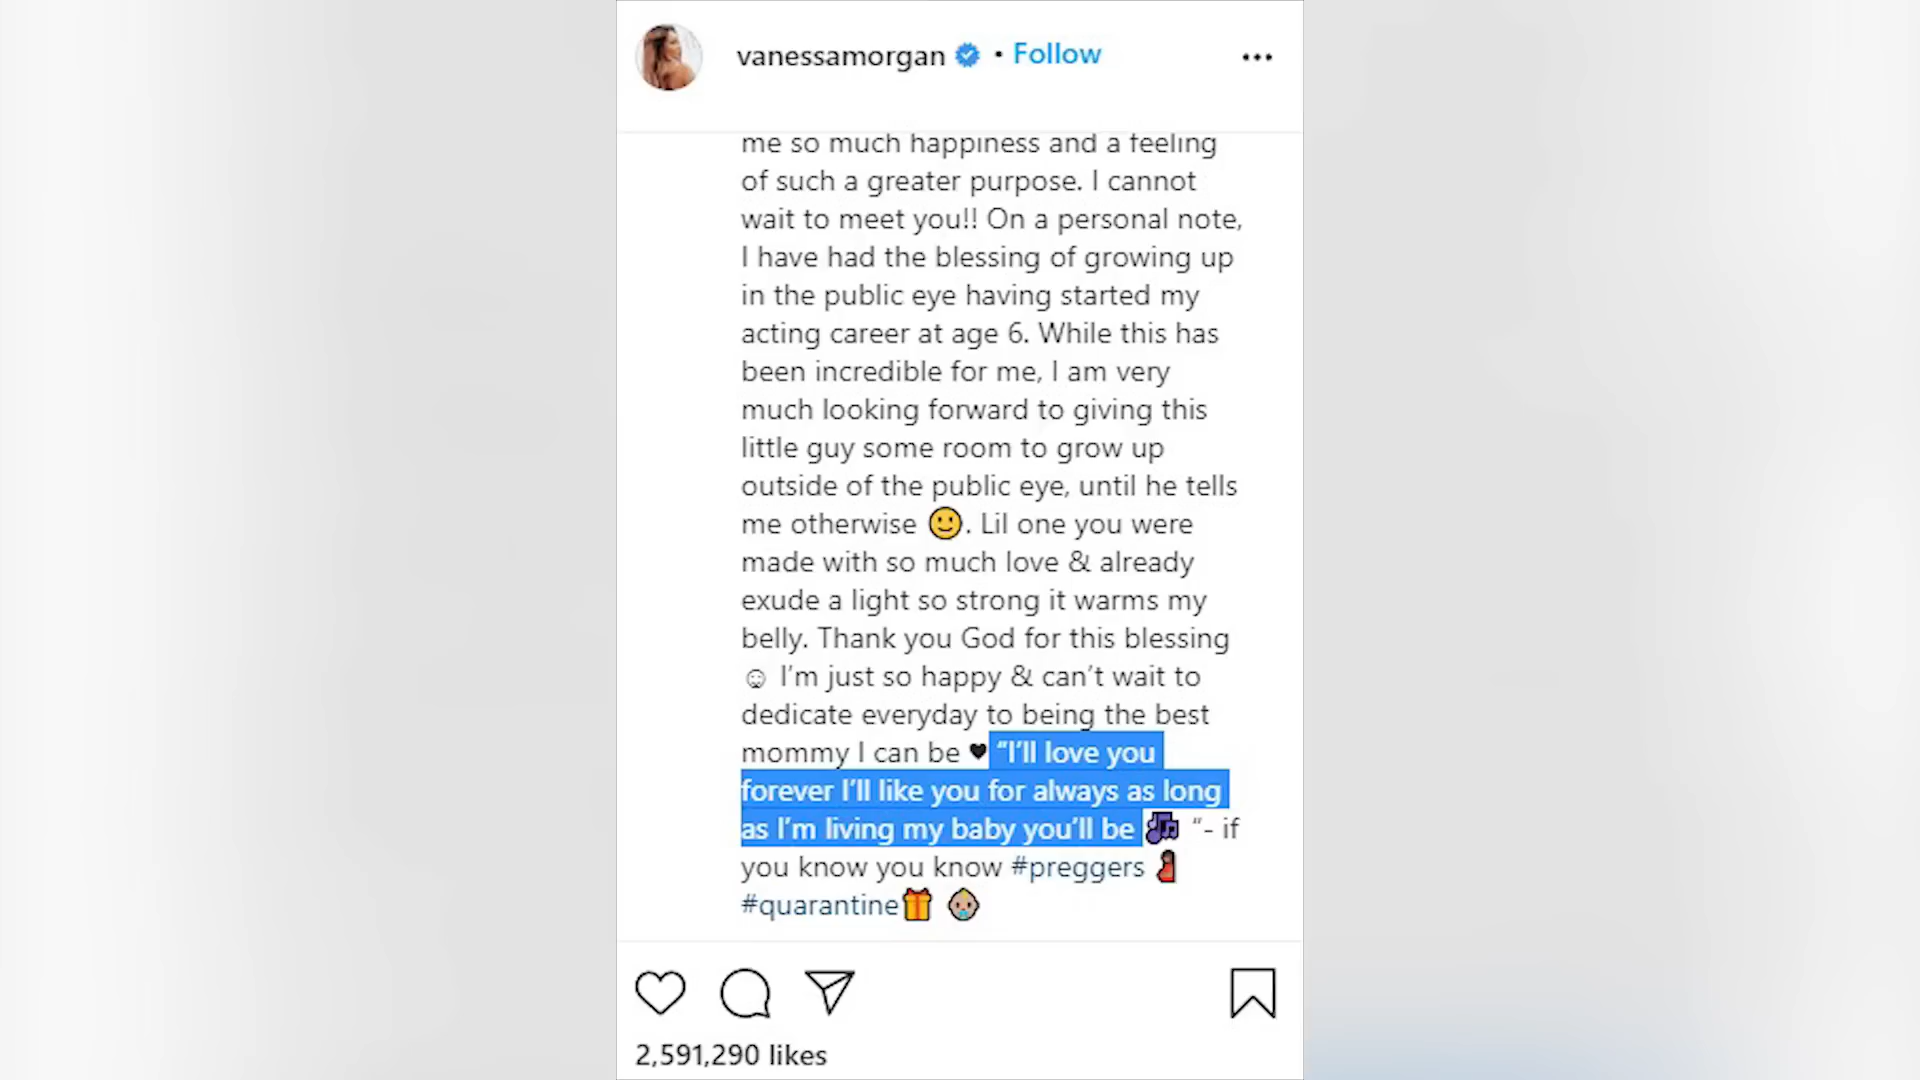 vanessamorgan • Follow
me so much happiness and a feeling
of such a greater purpose. I cannot
wait to meet you!! On a personal note,
I have had the blessing of growing up
in the public eye having started my
acting career at age 6. While this has
been incredible for me, I am very
much looking forward to giving this
little guy some room to grow up
outside of the public eye, until he tells
me otherwise 🙂. Lil one you were
made with so much love & already
exude a light so strong it warms my
belly. Thank you God for this blessing
☺ I’m just so happy & can’t wait to
dedicate everyday to being the best
mommy I can be ♥ “I’ll love you
forever I’ll like you for always as long
as I’m living my baby you’ll be 🎶 “- if
you know you know #preggers 💃
#quarantine🎁 👶🏼
2,591,290 likes